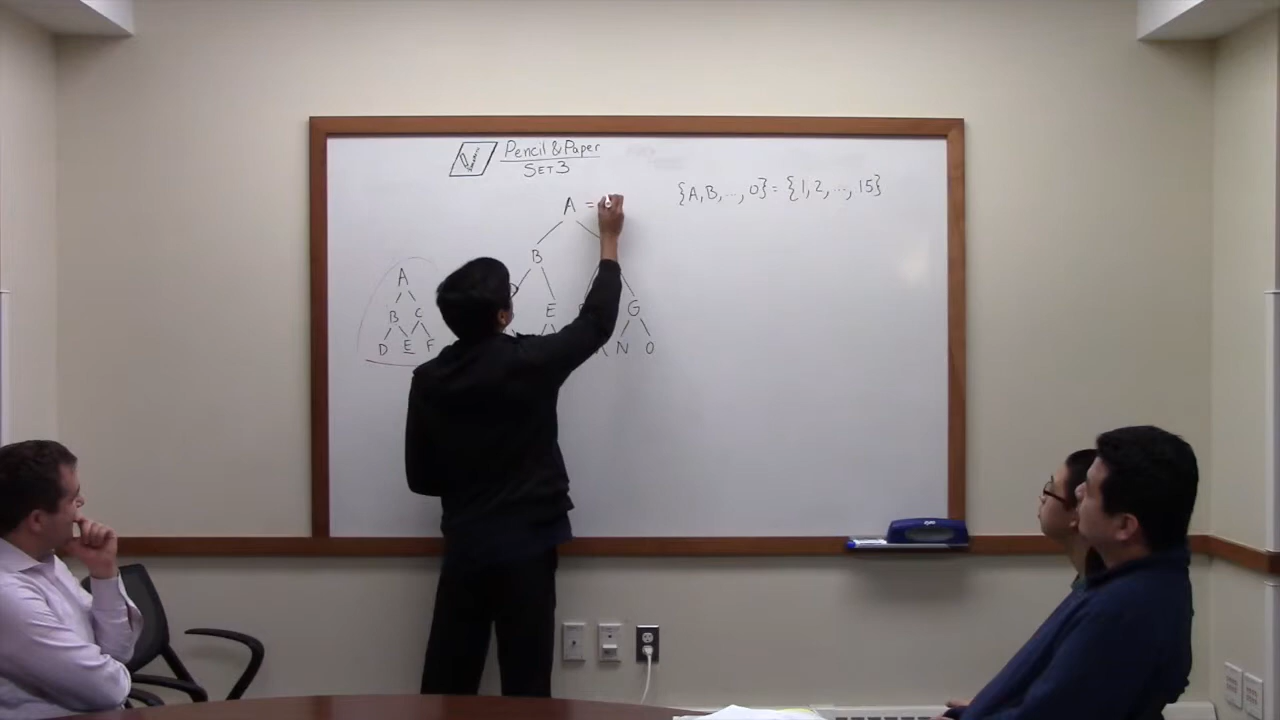 Pencil & Paper
SET 3
{A, B, ..., O} = {1, 2, ..., 15}
A =
B
E
G
N O
A
B C
D E F